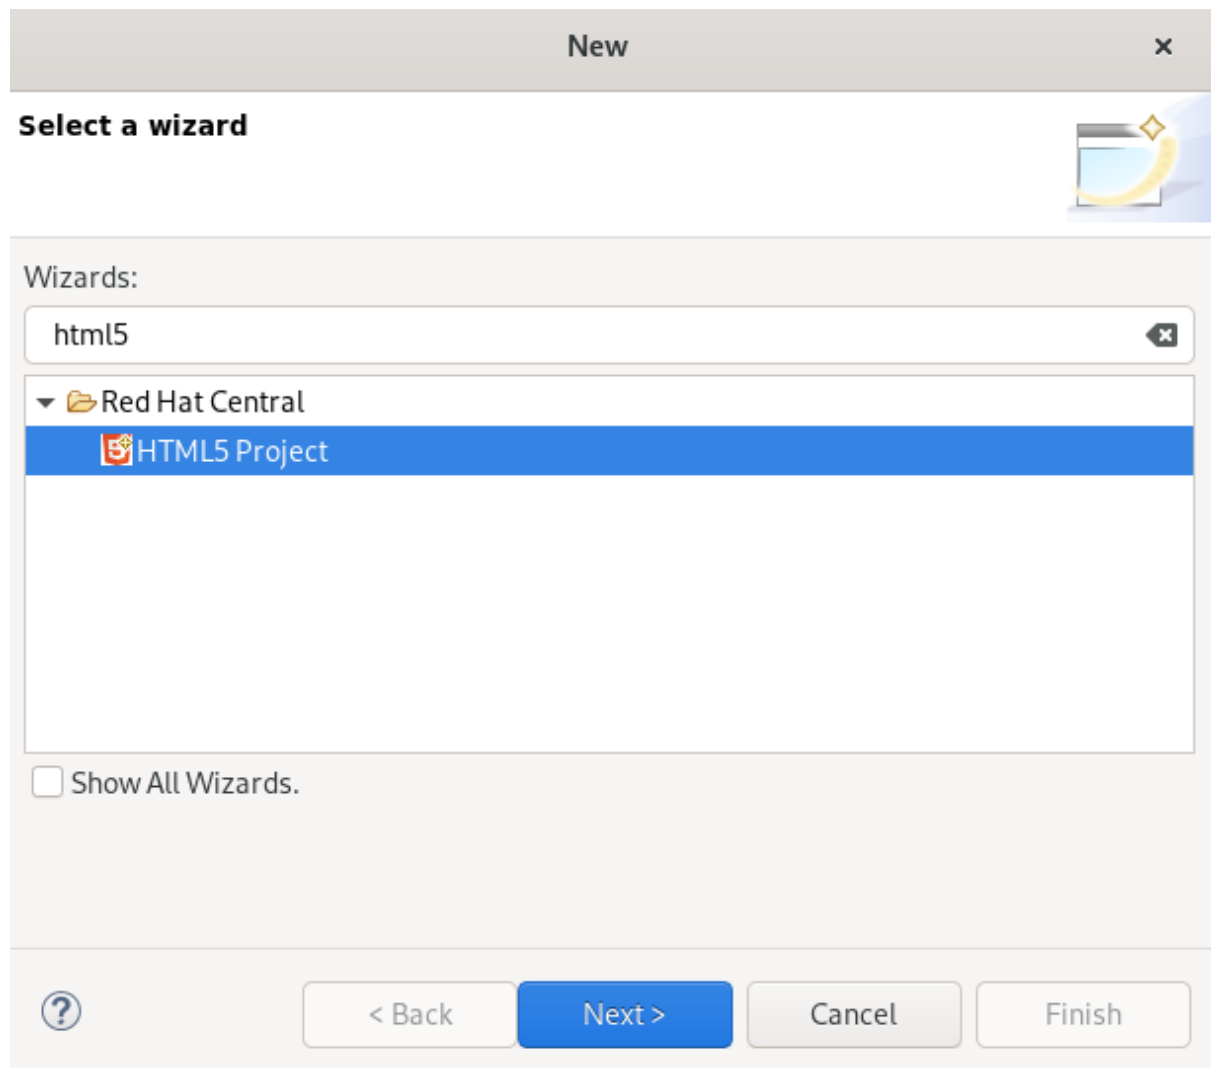 New
Select a wizard
Wizards:
html5
Red Hat Central
HTML5 Project
Show All Wizards.
< Back Next > Cancel Finish